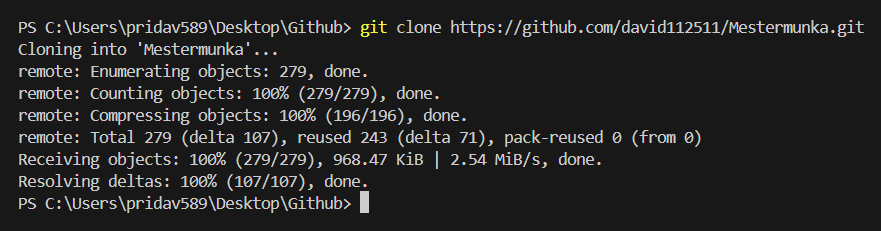 PS C:\Users\pridav589\Desktop\Github> git clone https://github.com/david112511/Mestermunka.git
Cloning into 'Mestermunka'...
remote: Enumerating objects: 279, done.
remote: Counting objects: 100% (279/279), done.
remote: Compressing objects: 100% (196/196), done.
remote: Total 279 (delta 107), reused 243 (delta 71), pack-reused 0 (from 0)
Receiving objects: 100% (279/279), 968.47 KiB | 2.54 MiB/s, done.
Resolving deltas: 100% (107/107), done.
PS C:\Users\pridav589\Desktop\Github>